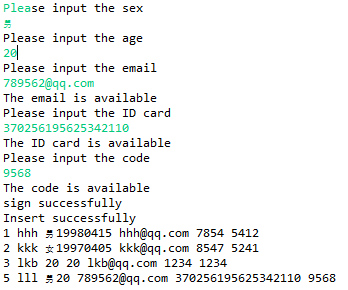 Please input the sex
男
Please input the age
20
Please input the email
789562@qq.com
The email is available
Please input the ID card
370256195625342110
The ID card is available
Please input the code
9568
The code is available
sign successfully
Insert successfully
1 hhh 男19980415 hhh@qq.com 7854 5412
2 kkk 女19970405 kkk@qq.com 8547 5241
3 lkb 20 20 lkb@qq.com 1234 1234
5 lll 男20 789562@qq.com 370256195625342110 9568